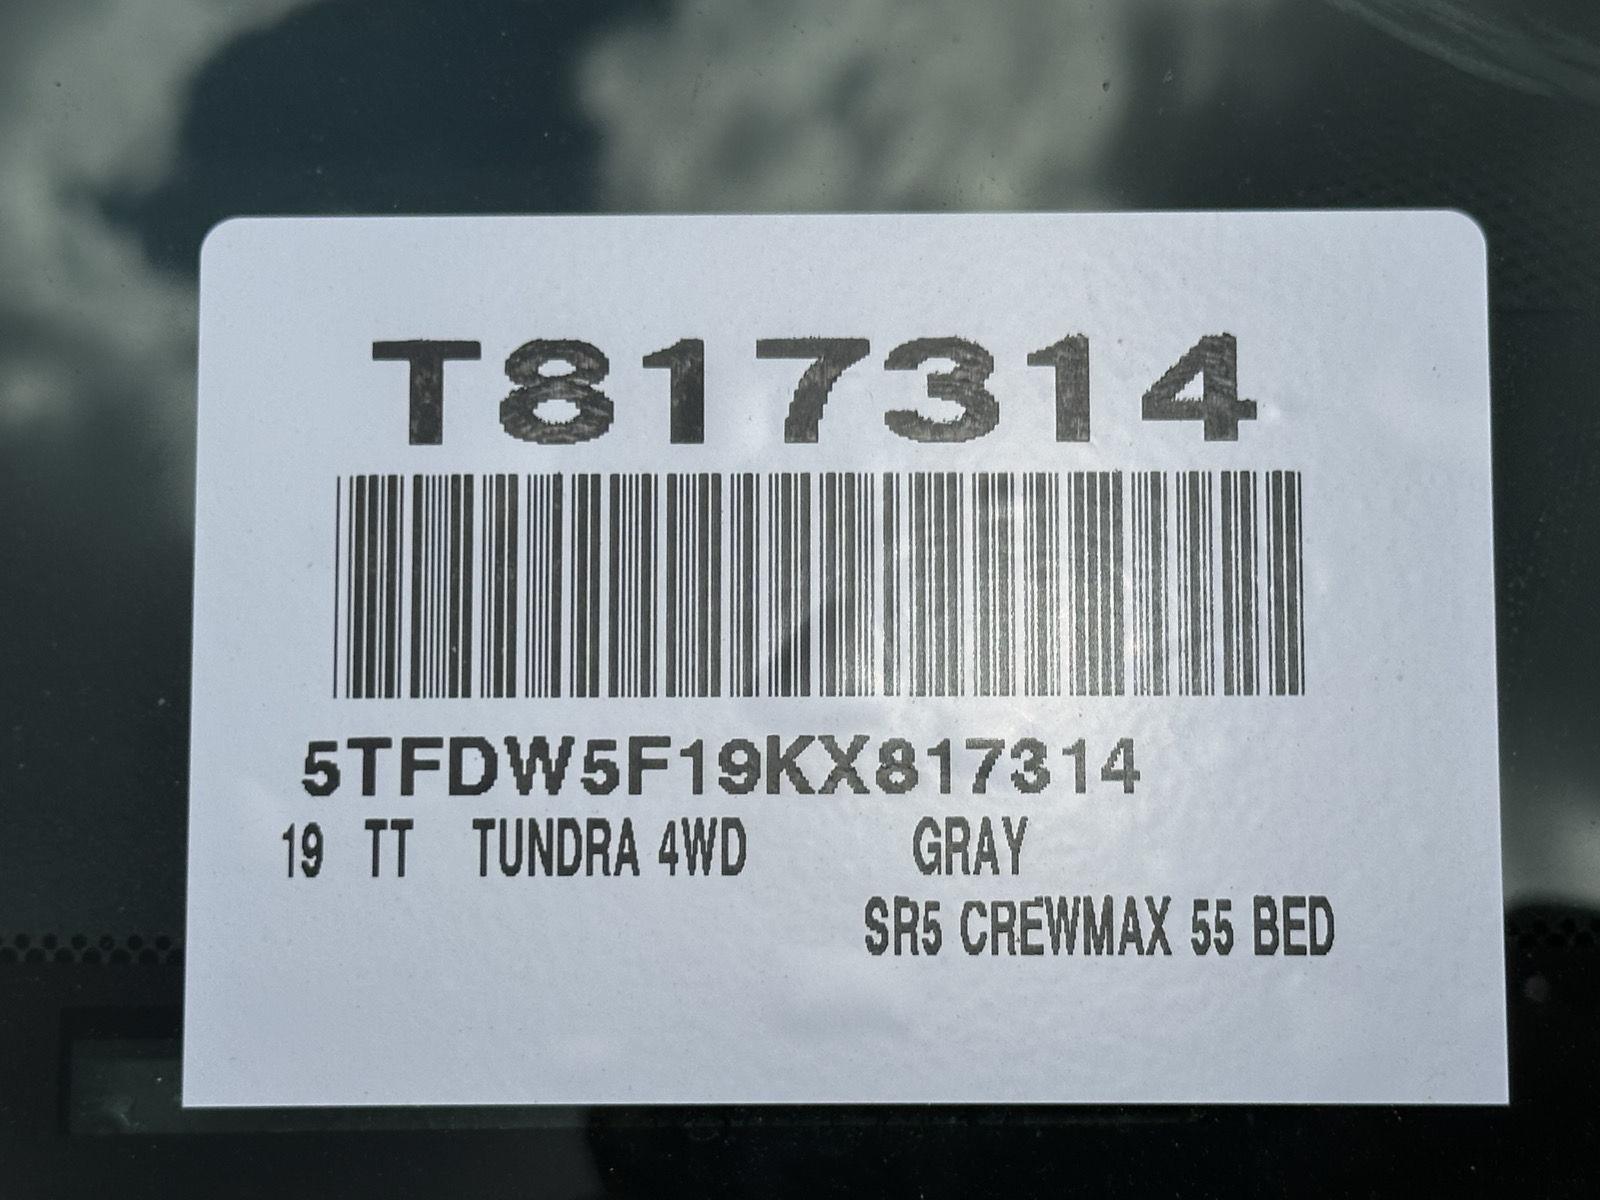 T817314
5TFDW5F19KX817314
19 TT TUNDRA 4WD GRAY
SR5 CREWMAX 55 BED